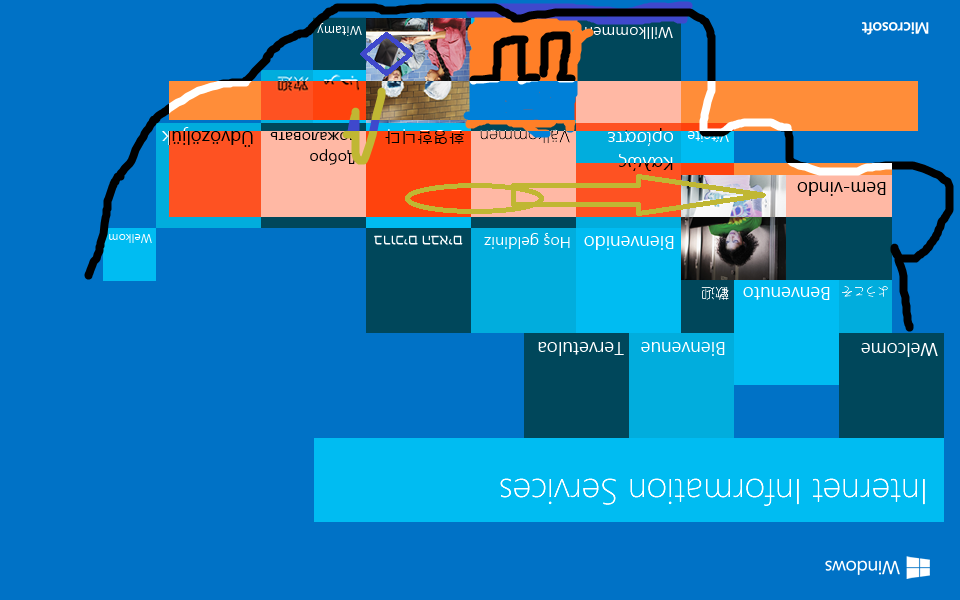 Windows
Internet Information Services
Welcome
Bienvenue
Tervetuloa
ようこそ
Benvenuto
歡迎
Bienvenido
Hoş geldiniz
ברוכים הבאים
Welkom
Bem-vindo
Καλώς
ορίσατε
Välkommen
환영합니다
Добро
пожаловать
Üdvözöljük
Willkommen
Witamy
Microsoft